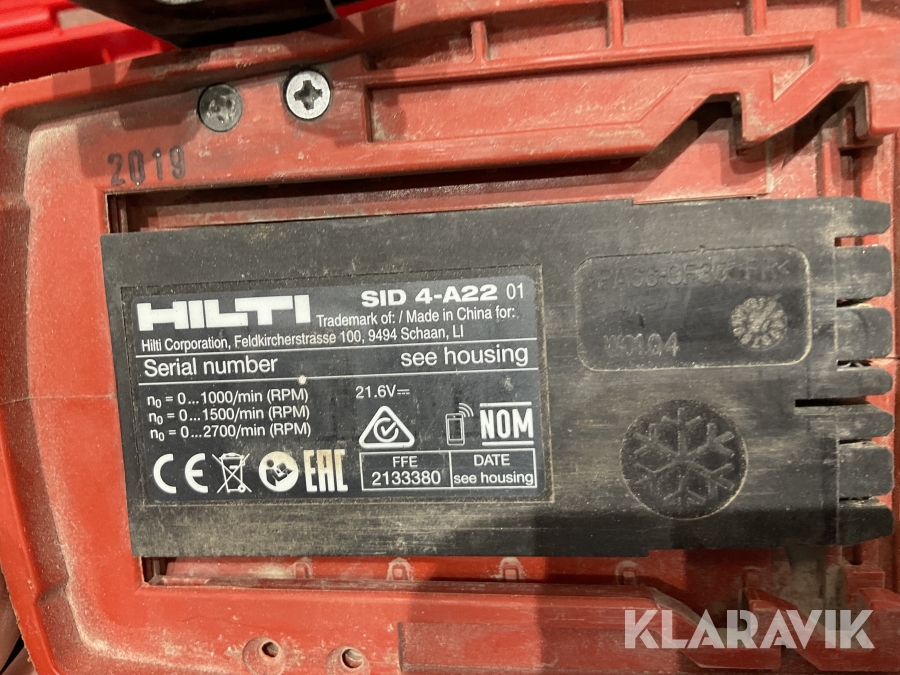 2019
HILTI
SID 4-A22 01
Trademark of: / Made in China for:
Hilti Corporation, Feldkircherstrasse 100, 9494 Schaan, LI
Serial number see housing
n₀ = 0...1000/min (RPM)
n₀ = 0...1500/min (RPM)
n₀ = 0...2700/min (RPM)
21.6V⎓
NOM
CE
EAC
FFE
2133380
DATE
see housing
KLARAVIK